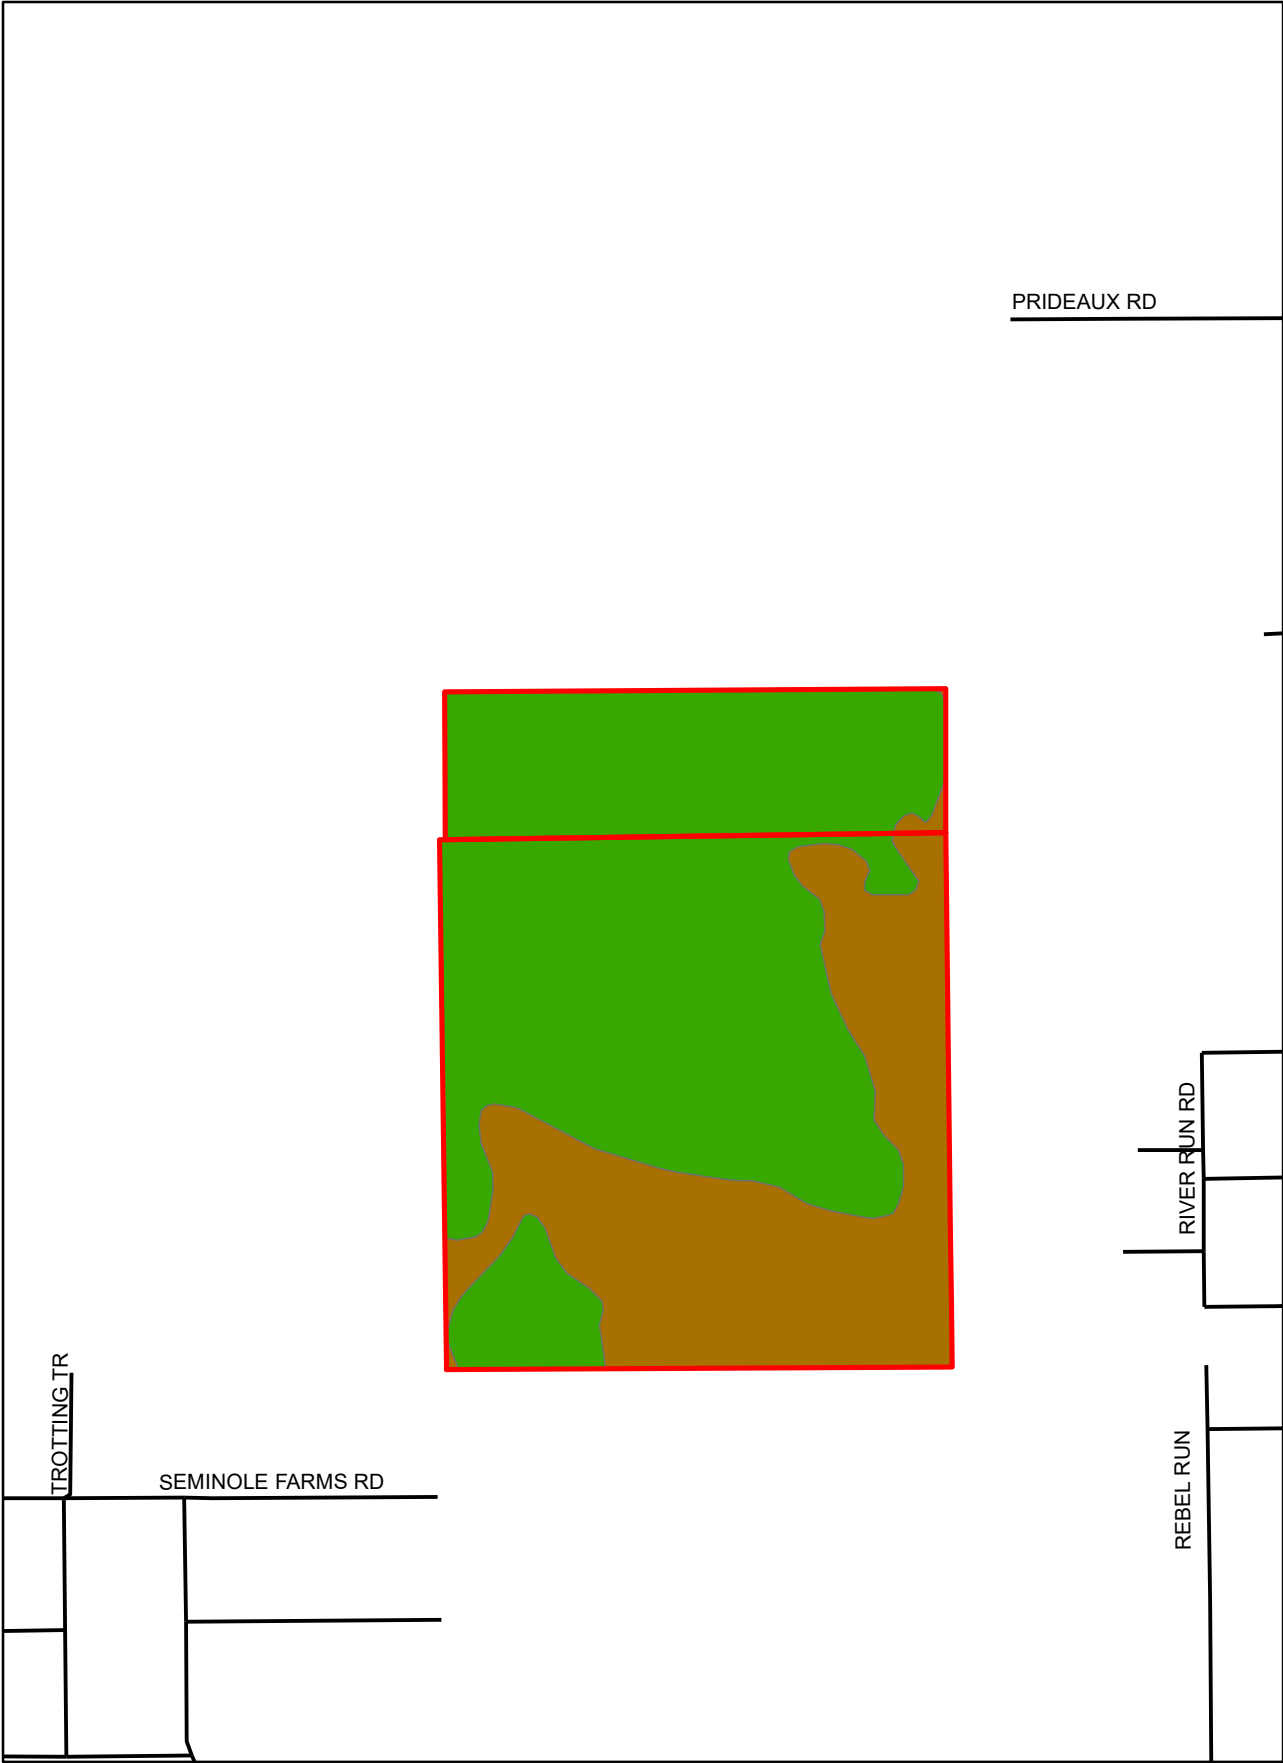 PRIDEAUX RD
RIVER RUN RD
TROTTING TR
SEMINOLE FARMS RD
REBEL RUN